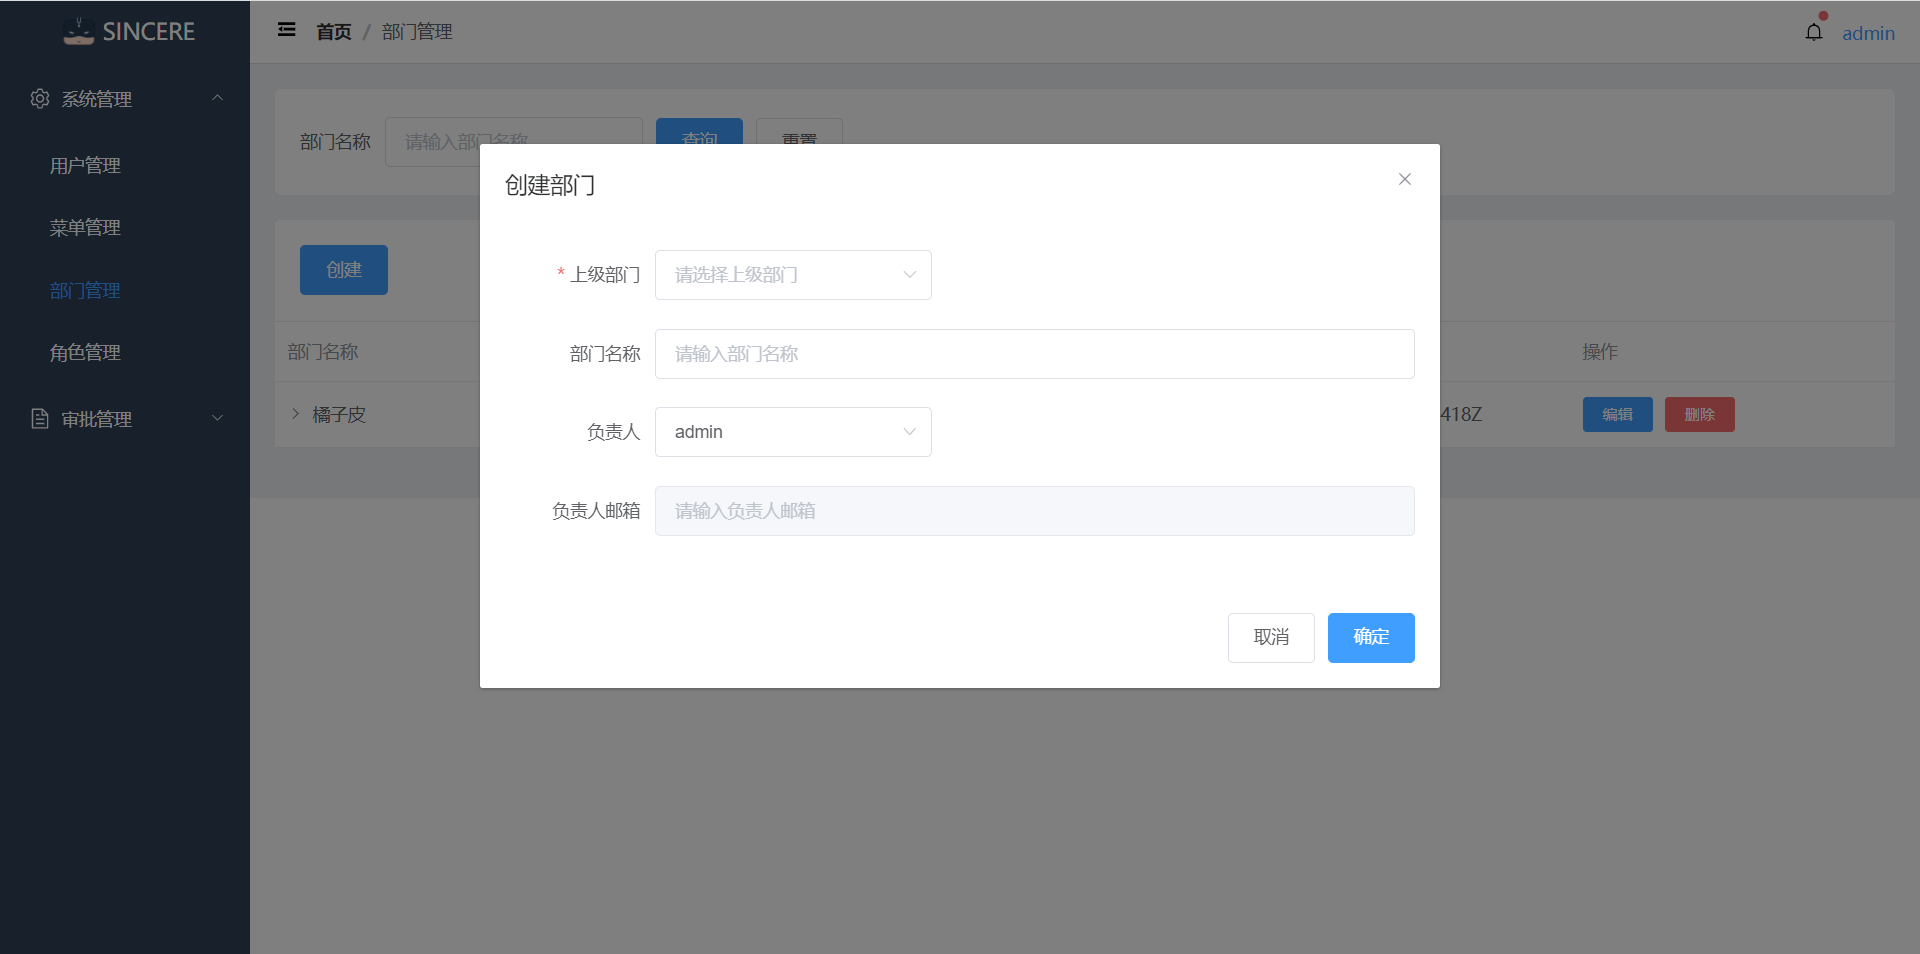 SINCERE
首页 / 部门管理
admin
系统管理
用户管理
菜单管理
部门管理
角色管理
审批管理
部门名称 请输入部门名称 查询 重置
创建
部门名称 操作
橘子皮 418Z 编辑 删除
创建部门
* 上级部门 请选择上级部门
部门名称 请输入部门名称
负责人 admin
负责人邮箱 请输入负责人邮箱
取消 确定